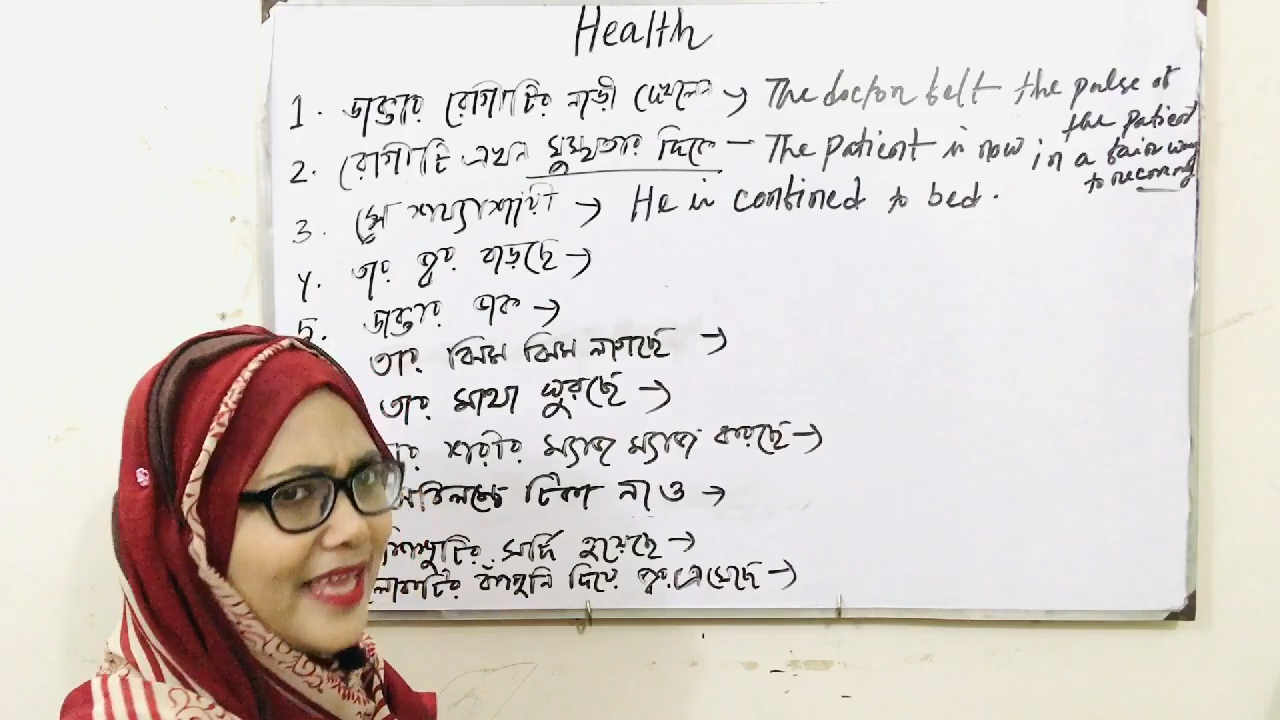 Health
1. ডাক্তার রোগীটির নাড়ী দেখলেন → The doctor felt the pulse of the patient
2. রোগীটি এখন সুস্থতার দিকে – The patient is now in a fair way to recovery
3. সে শয্যাশায়ী → He is confined to bed.
4. তার জ্বর বাড়ছে →
5. ডাক্তার ডাক →
তার ঝিম ঝিম লাগছে →
তার মাথা ঘুরছে →
শরীর ম্যাজ ম্যাজ করছে →
টিকা নাও →
শিশুটির সর্দি হয়েছে →
কাঁপুনি দিয়ে জ্বর এসেছে →